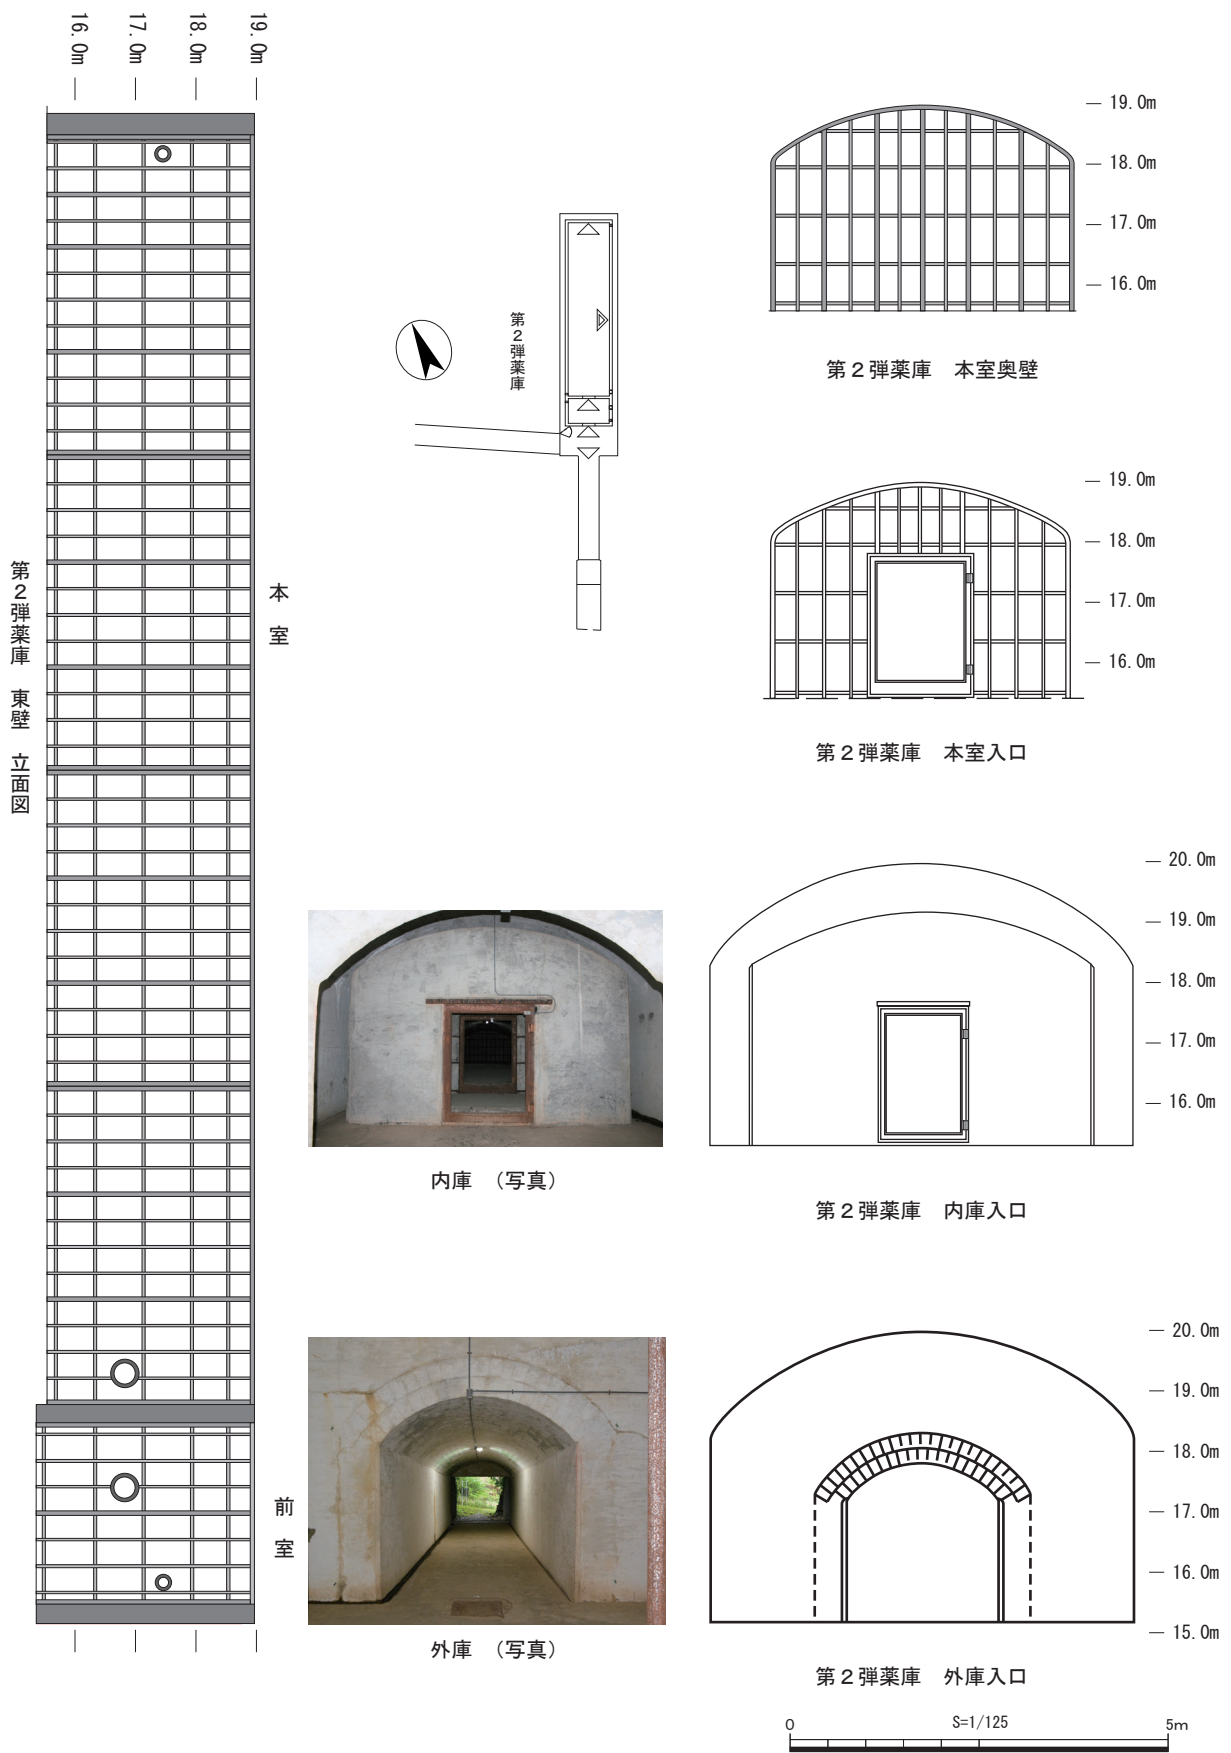 16.0m
17.0m
18.0m
19.0m
第２弾薬庫　東壁　立面図
本室
前室
第２弾薬庫
19.0m
18.0m
17.0m
16.0m
第２弾薬庫　本室奥壁
19.0m
18.0m
17.0m
16.0m
第２弾薬庫　本室入口
内庫　（写真）
20.0m
19.0m
18.0m
17.0m
16.0m
第２弾薬庫　内庫入口
外庫　（写真）
20.0m
19.0m
18.0m
17.0m
16.0m
15.0m
第２弾薬庫　外庫入口
0
S=1/125
5m